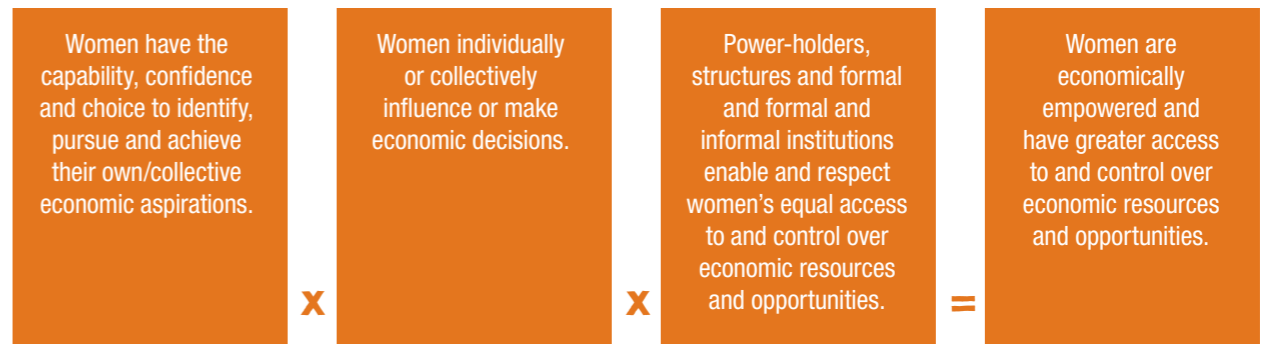 Women have the
capability, confidence
and choice to identify,
pursue and achieve
their own/collective
economic aspirations.
x
Women individually
or collectively
influence or make
economic decisions.
x
Power-holders,
structures and formal
and formal and
informal institutions
enable and respect
women’s equal access
to and control over
economic resources
and opportunities.
=
Women are
economically
empowered and
have greater access
to and control over
economic resources
and opportunities.